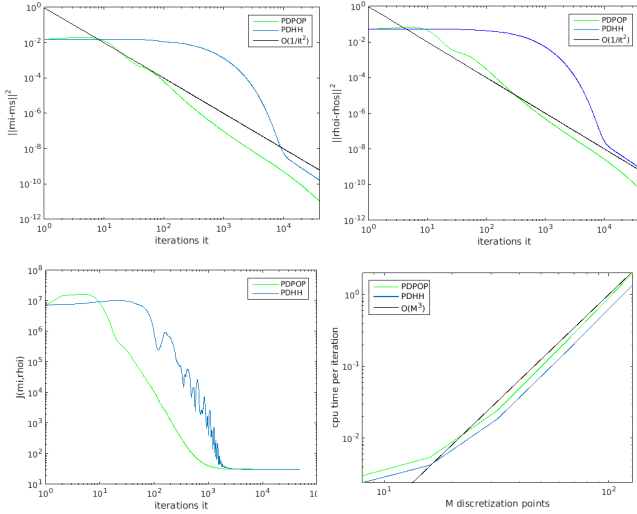 PDPOP
PDHH
O(1/it²)
||mi-ms||²
10⁰
10⁻²
10⁻⁴
10⁻⁶
10⁻⁸
10⁻¹⁰
10⁻¹²
10⁰ 10¹ 10² 10³ 10⁴
iterations it
PDPOP
PDHH
O(1/it²)
||rhoi-rhos||²
10⁰
10⁻²
10⁻⁴
10⁻⁶
10⁻⁸
10⁻¹⁰
10⁻¹²
10⁰ 10¹ 10² 10³ 10⁴
iterations it
PDPOP
PDHH
J(mi,rhoi)
10⁸
10⁷
10⁶
10⁵
10⁴
10³
10²
10¹
10⁰ 10¹ 10² 10³ 10⁴ 10
iterations it
PDPOP
PDHH
O(M³)
cpu time per iteration
10⁰
10⁻²
10¹ 10²
M discretization points